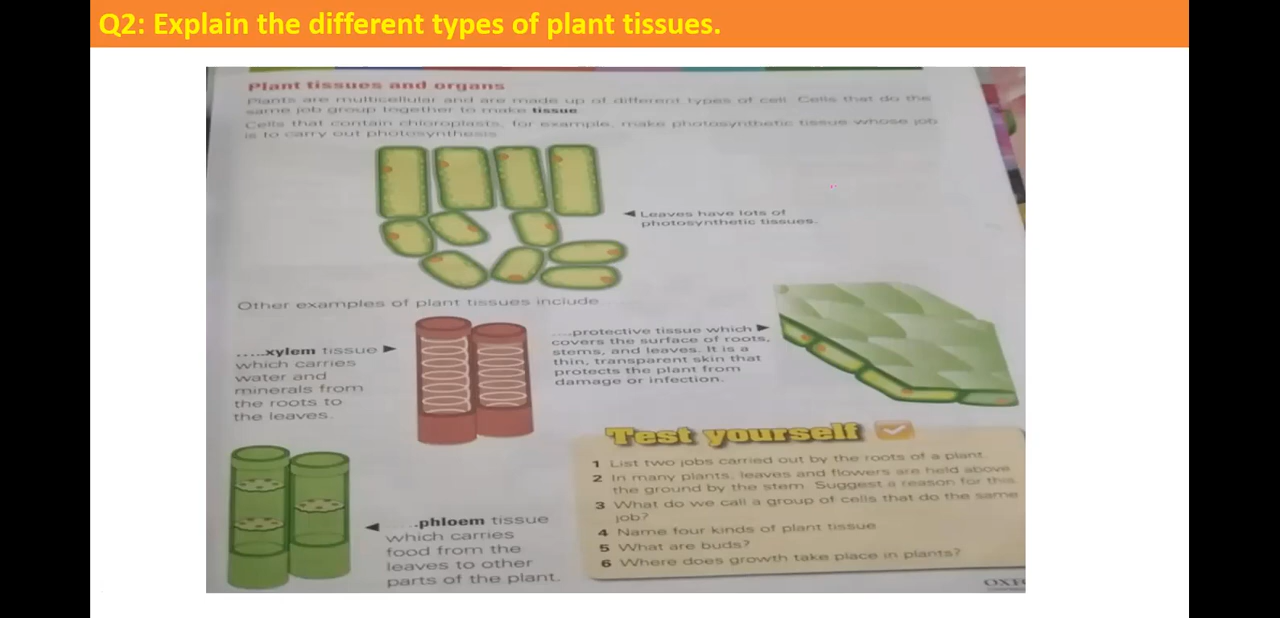 Q2: Explain the different types of plant tissues.
Plant tissues and organs
Plants are multicellular and are made up of different types of cell. Cells that do the
same job group together to make tissue
Cells that contain chloroplasts, for example, make photosynthetic tissue whose job
is to carry out photosynthesis
◄ Leaves have lots of
photosynthetic tissues.
Other examples of plant tissues include
.....xylem tissue ►
which carries
water and
minerals from
the roots to
the leaves.
....protective tissue which ►
covers the surface of roots,
stems, and leaves. It is a
thin, transparent skin that
protects the plant from
damage or infection.
◄ .....phloem tissue
which carries
food from the
leaves to other
parts of the plant.
Test yourself
1 List two jobs carried out by the roots of a plant.
2 In many plants, leaves and flowers are held above
the ground by the stem. Suggest a reason for this.
3 What do we call a group of cells that do the same
job?
4 Name four kinds of plant tissue
5 What are buds?
6 Where does growth take place in plants?